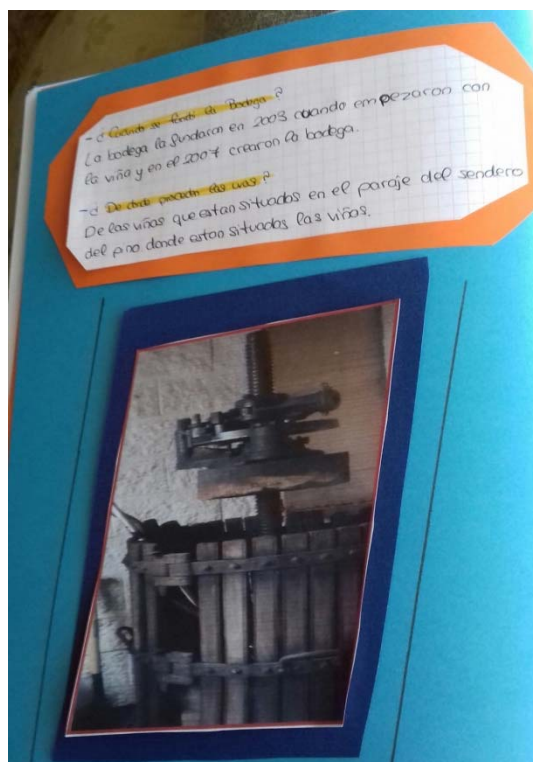 - ¿Cuándo se fundó la Bodega?
La bodega la fundaron en 2003 cuando empezaron con
la viña y en el 2007 crearon la bodega.
- ¿De donde proceden las uvas?
De las viñas que estan situados en el paraje del sendero
del pino donde estan situados las viñas.